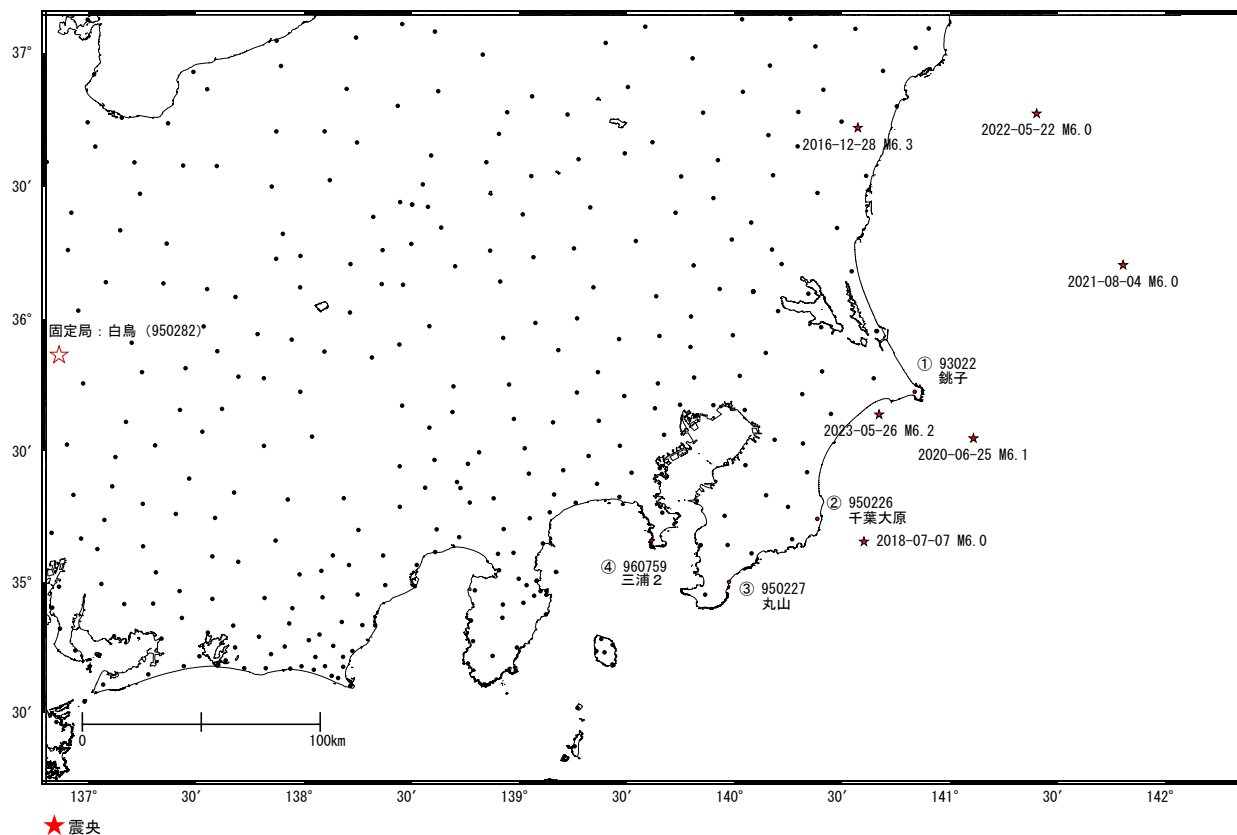 37°
2022-05-22 M6.0
2016-12-28 M6.3
30′
2021-08-04 M6.0
36°
固定局：白鳥（950282）
① 93022
銚子
2023-05-26 M6.2
30′
2020-06-25 M6.1
② 950226
千葉大原
2018-07-07 M6.0
④ 960759
三浦２
35°
③ 950227
丸山
30′
0
100km
137°
30′
138°
30′
139°
30′
140°
30′
141°
30′
142°
震央